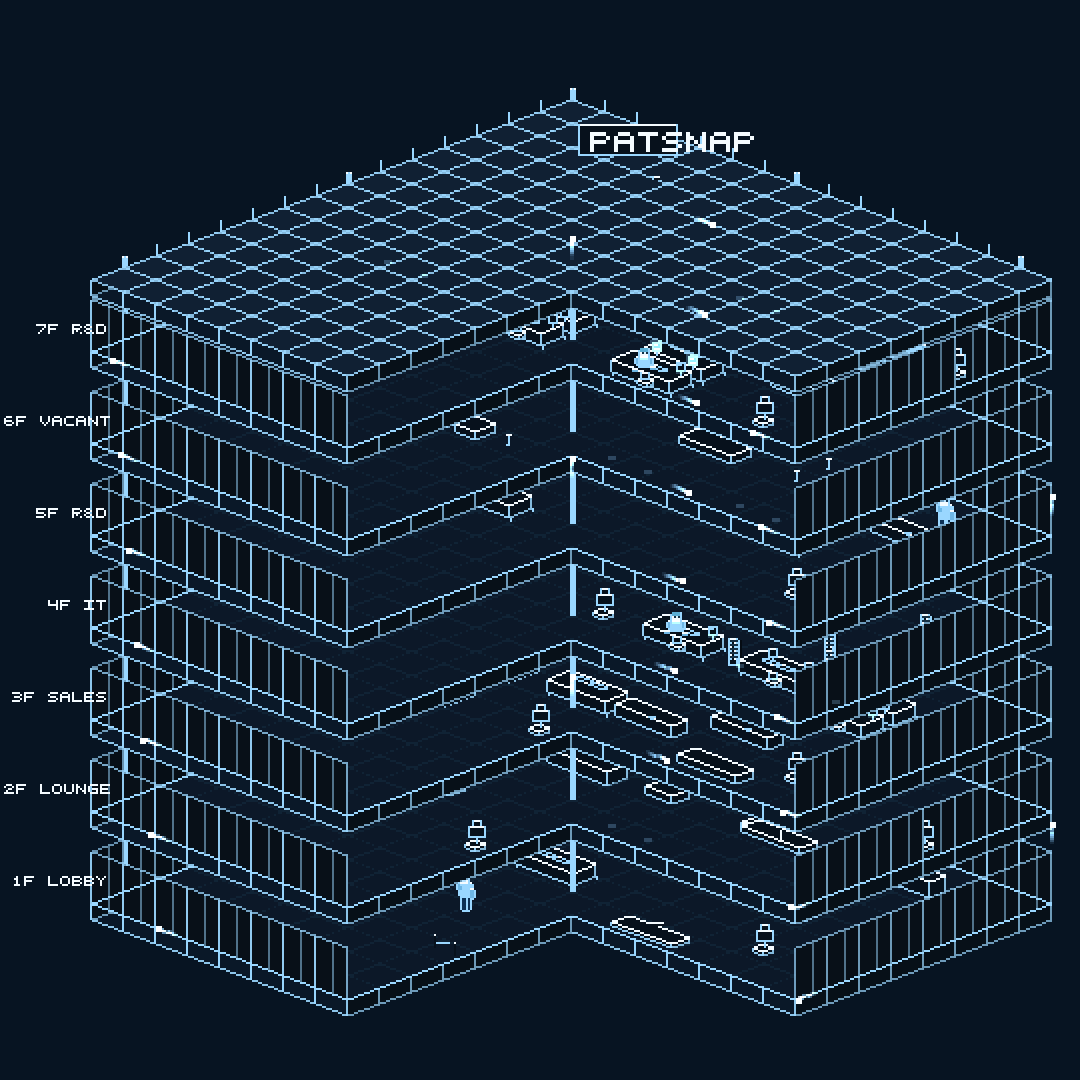 PATSNAP
7F R&D
6F VACANT
5F R&D
4F IT
3F SALES
2F LOUNGE
1F LOBBY